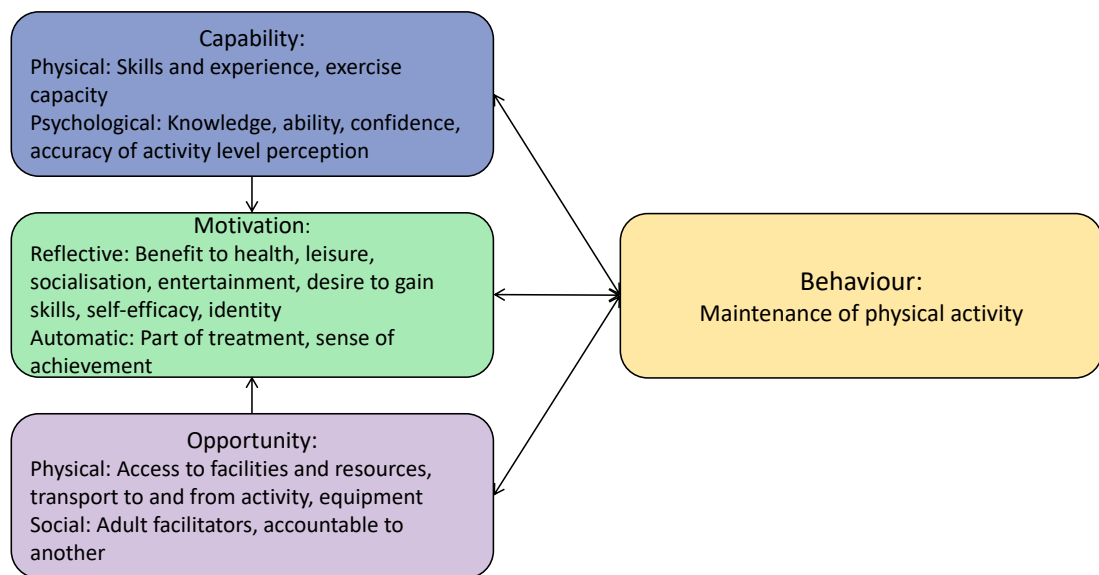 Capability:
Physical: Skills and experience, exercise
capacity
Psychological: Knowledge, ability, confidence,
accuracy of activity level perception
Motivation:
Reflective: Benefit to health, leisure,
socialisation, entertainment, desire to gain
skills, self-efficacy, identity
Automatic: Part of treatment, sense of
achievement
Opportunity:
Physical: Access to facilities and resources,
transport to and from activity, equipment
Social: Adult facilitators, accountable to
another
Behaviour:
Maintenance of physical activity